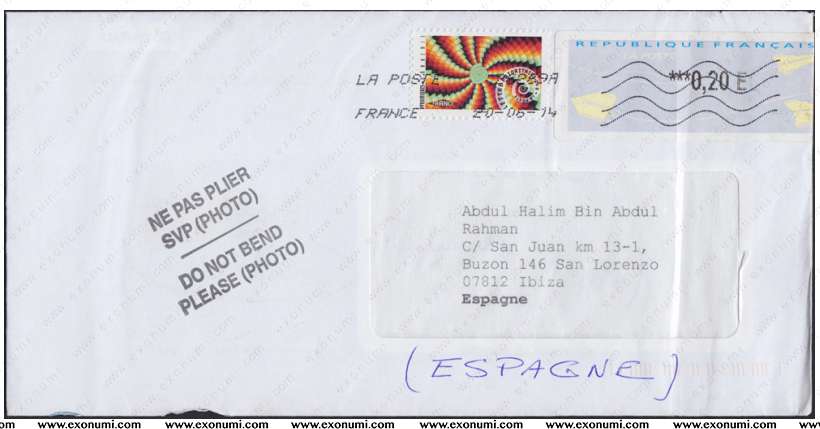 REPUBLIQUE FRANÇAIS
***0,20 E
LA POSTE
FRANCE
FRANCE 20-06-14
NE PAS PLIER
SVP (PHOTO)
DO NOT BEND
PLEASE (PHOTO)
Abdul Halim Bin Abdul
Rahman
C/ San Juan km 13-1,
Buzon 146 San Lorenzo
07812 Ibiza
Espagne
(ESPAGNE)
www.exonumi.com www.exonumi.com www.exonumi.com www.exonumi.com www.exonumi.com www.exonumi.com